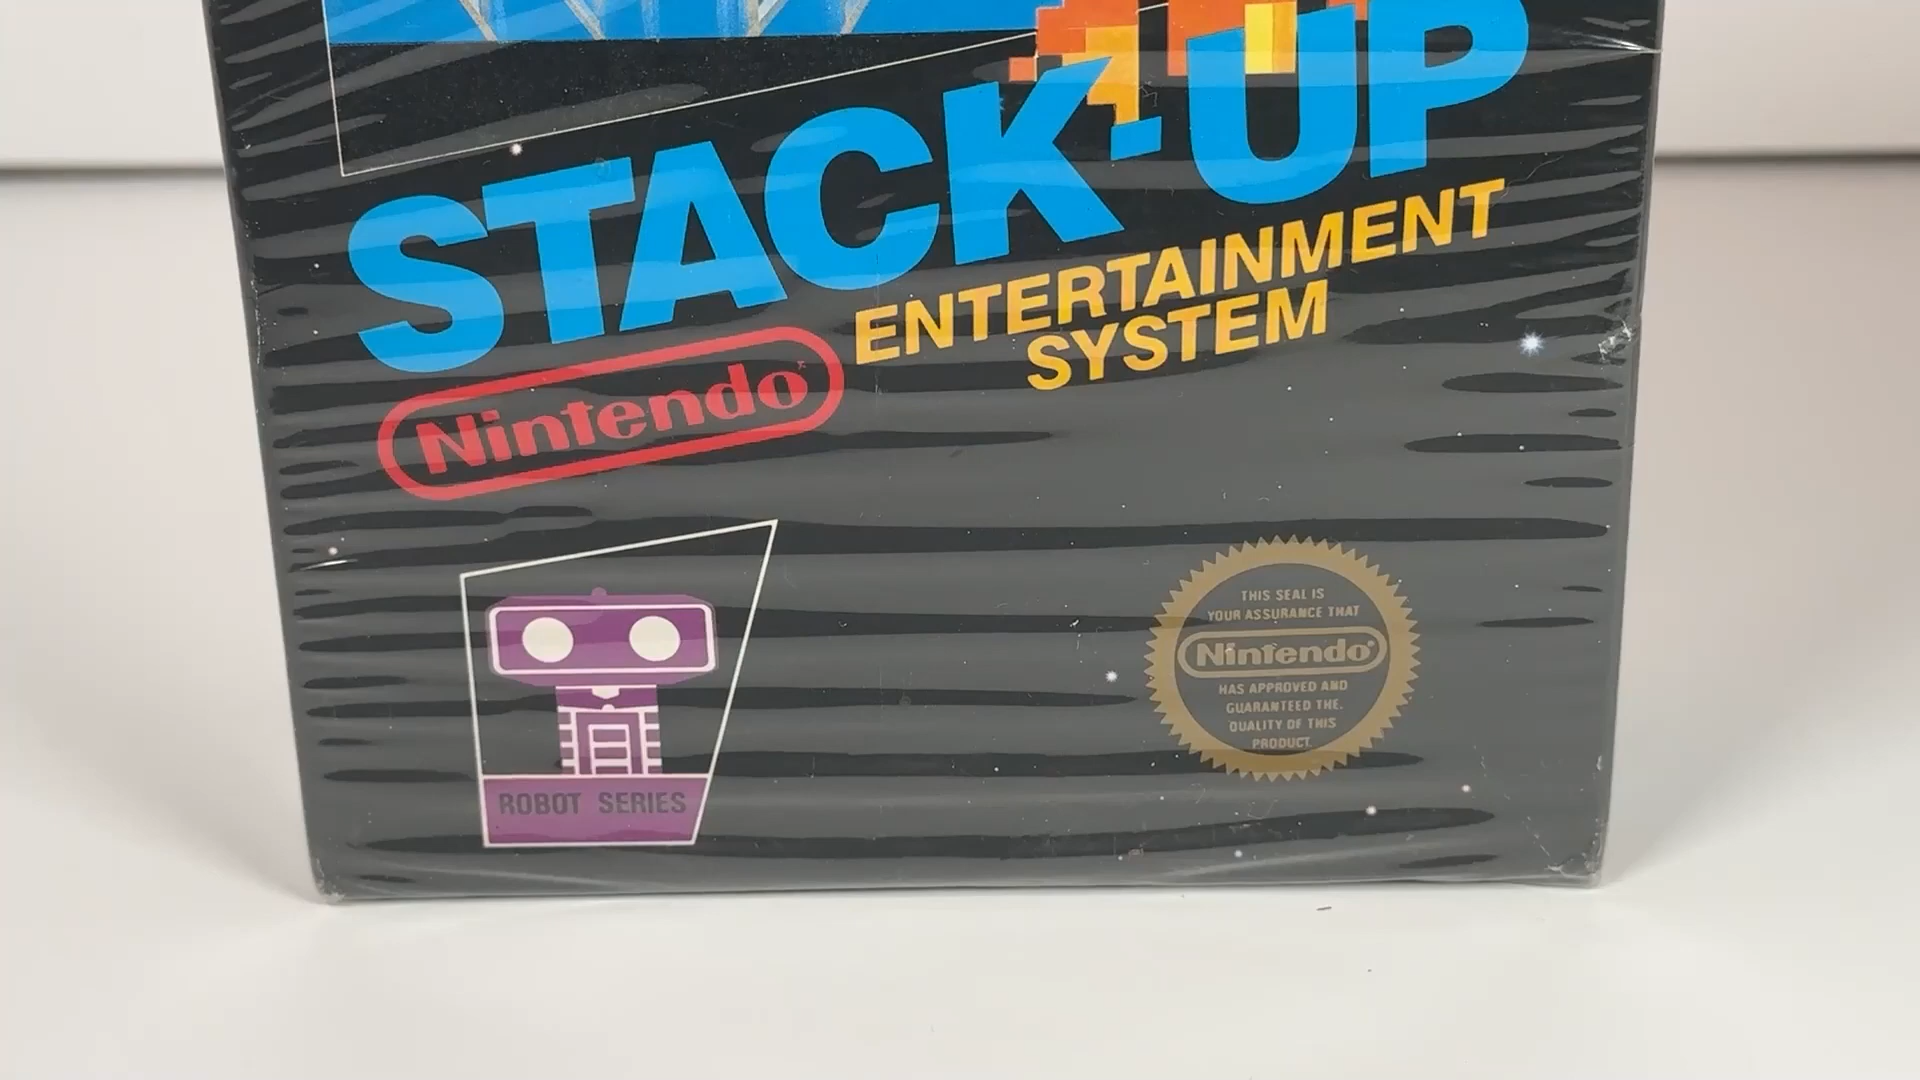 STACK-UP
Nintendo®
ENTERTAINMENT
SYSTEM
ROBOT SERIES
THIS SEAL IS
YOUR ASSURANCE THAT
Nintendo®
HAS APPROVED AND
GUARANTEED THE
QUALITY OF THIS
PRODUCT.